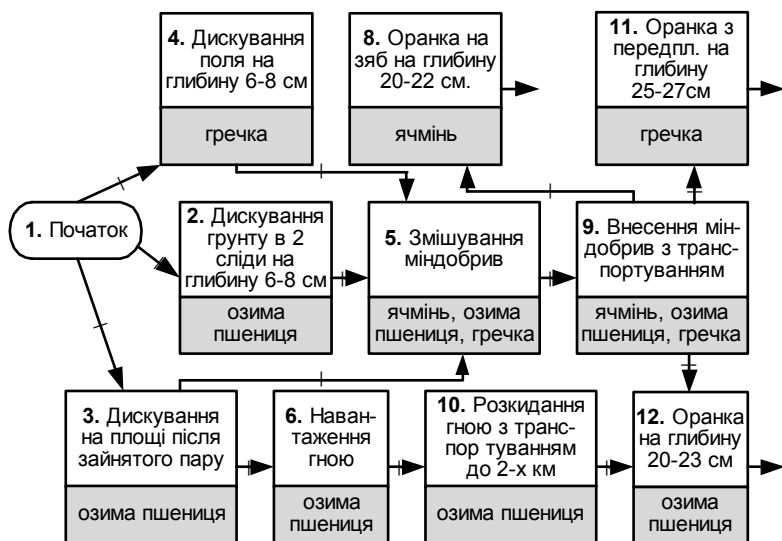 4. Дискування
поля на
глибину 6-8 см
гречка
8. Оранка на
зяб на глибину
20-22 см.
ячмінь
11. Оранка з
передпл. на
глибину
25-27см
гречка
1. Початок
2. Дискування
грунту в 2
сліди на
глибину 6-8 см
озима
пшениця
5. Змішування
міндобрив
ячмінь, озима
пшениця, гречка
9. Внесення мін-
добрив з транс-
портуванням
ячмінь, озима
пшениця, гречка
3. Дискування
на площі після
зайнятого пару
озима пшениця
6. Наван-
таження
гною
озима
пшениця
10. Розкидання
гною з транс-
пор туванням
до 2-х км
озима пшениця
12. Оранка
на глибину
20-23 см
озима
пшениця